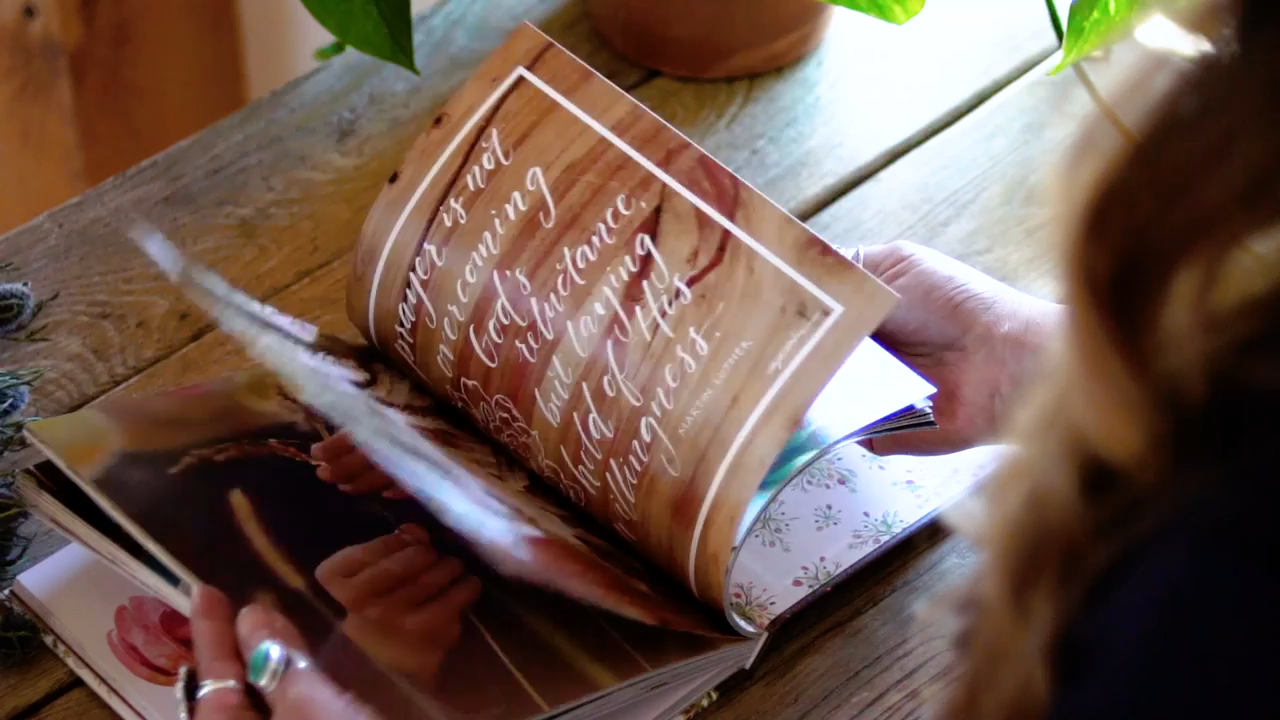 prayer is not
overcoming
God's
reluctance,
but laying
hold of His
willingness.
MARTIN LUTHER